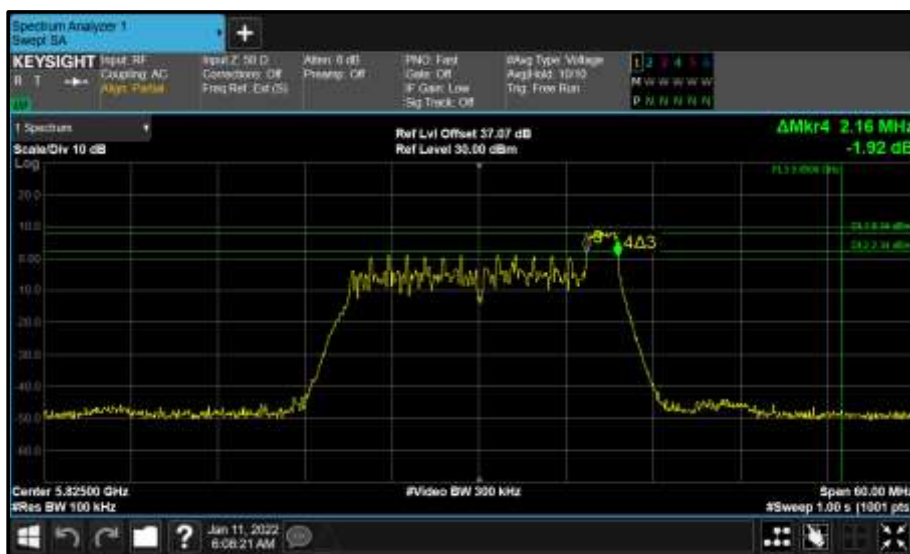 Spectrum Analyzer 1
Swept SA
KEYSIGHT
R T
Input: RF
Coupling: AC
Align: Partial
Input Z: 50 Ω
Corrections: Off
Freq Ref: Ext (S)
Atten: 6 dB
Preamp: Off
PNO: Fast
Gate: Off
IF Gain: Low
Sig Track: Off
#Avg Type: Voltage
Avg|Hold: 10/10
Trig: Free Run
1 2 3 4 5 6
M W W W W W
P N N N N N
1 Spectrum
Scale/Div 10 dB
Ref Lvl Offset 37.07 dB
Ref Level 30.00 dBm
ΔMkr4 2.16 MHz
-1.92 dB
Log
20.0
10.0
0.00
-10.0
-20.0
-30.0
-40.0
-50.0
-60.0
4Δ3
Center 5.82500 GHz
#Res BW 100 kHz
#Video BW 300 kHz
Span 60.00 MHz
#Sweep 1.00 s (1001 pts
?
Jan 11, 2022
6:08:21 AM